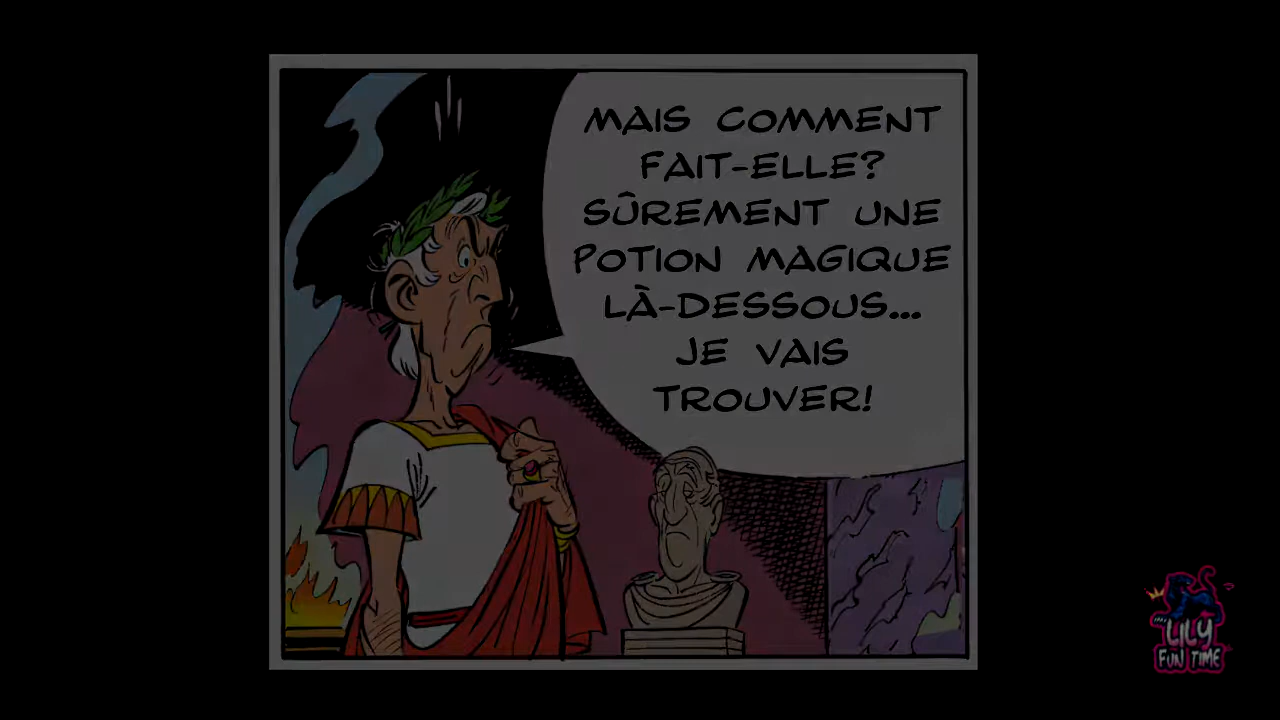 MAIS COMMENT
FAIT-ELLE?
SÛREMENT UNE
POTION MAGIQUE
LÀ-DESSOUS...
JE VAIS
TROUVER!
LILY
FUN TIME